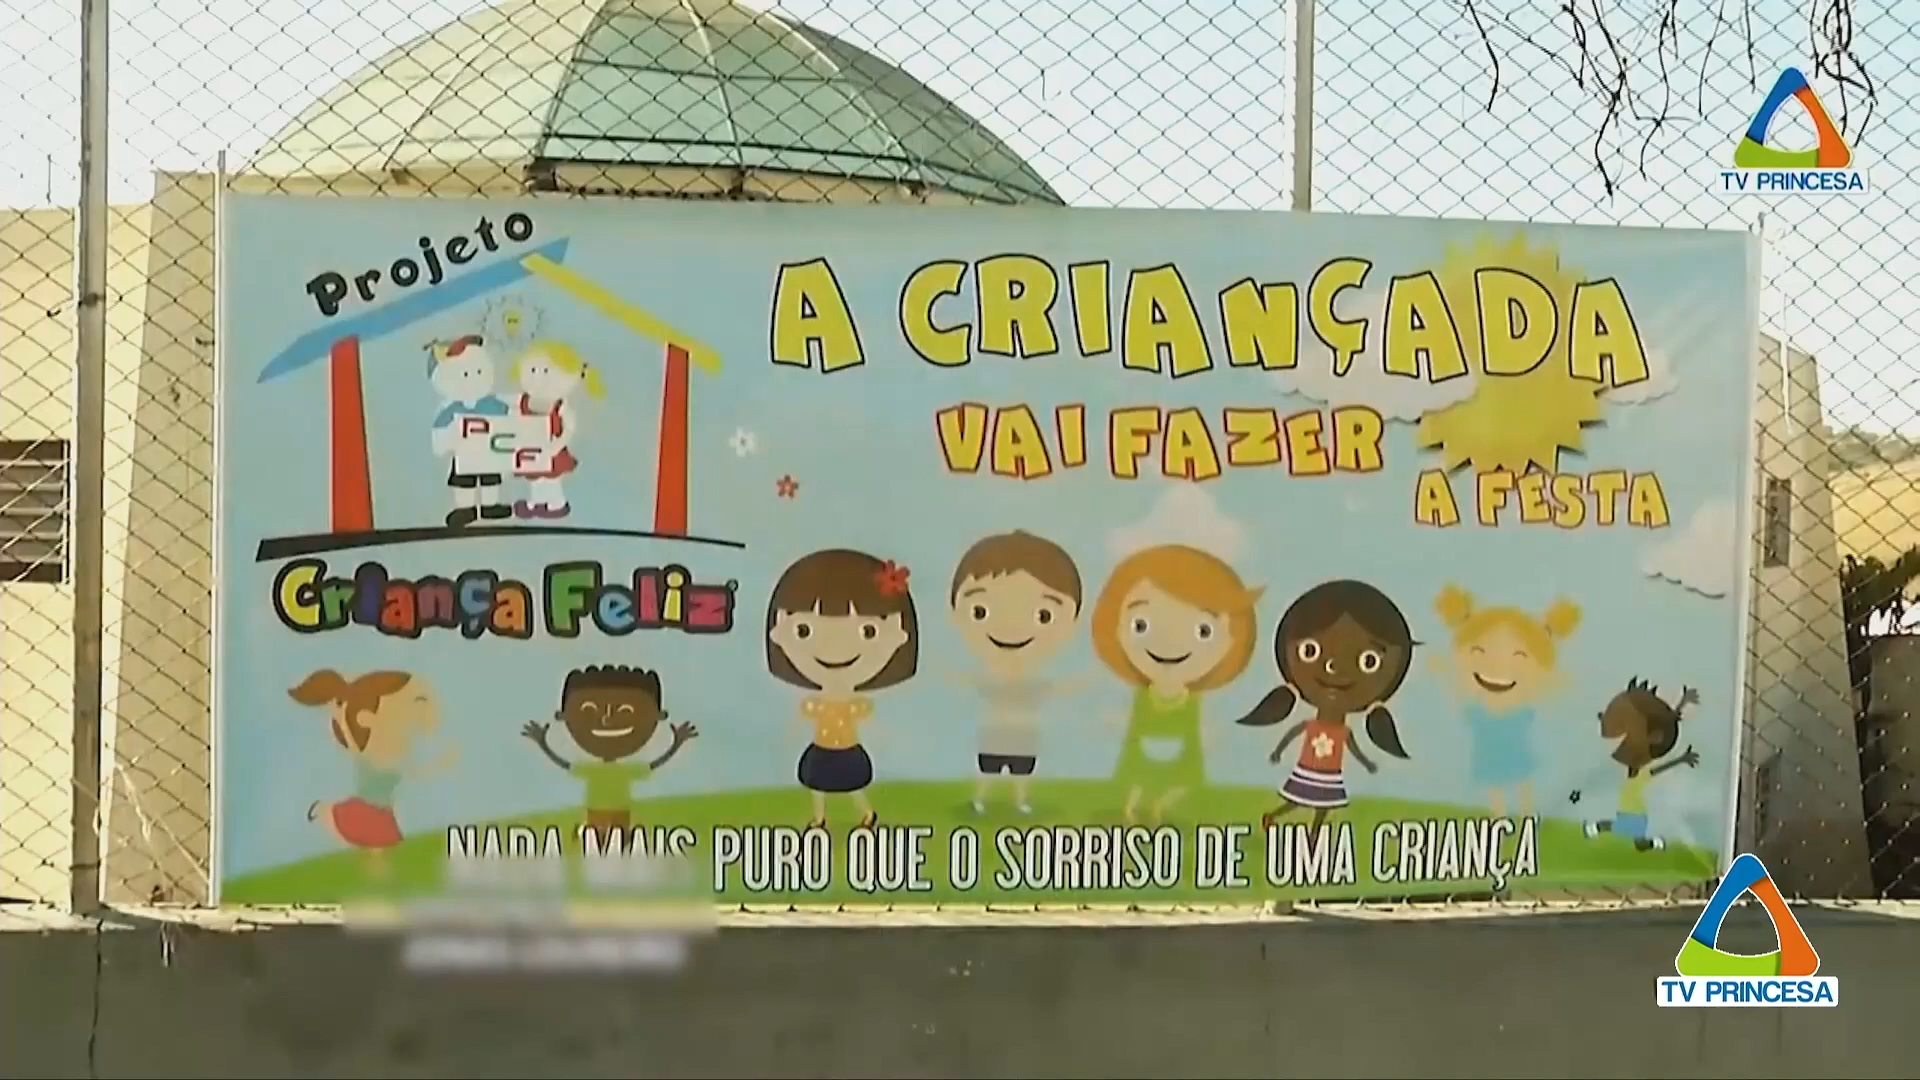 TV PRINCESA
Projeto
PCF
Criança Feliz
A CRIANÇADA
VAI FAZER
A FESTA
NADA MAIS PURO QUE O SORRISO DE UMA CRIANÇA
TV PRINCESA